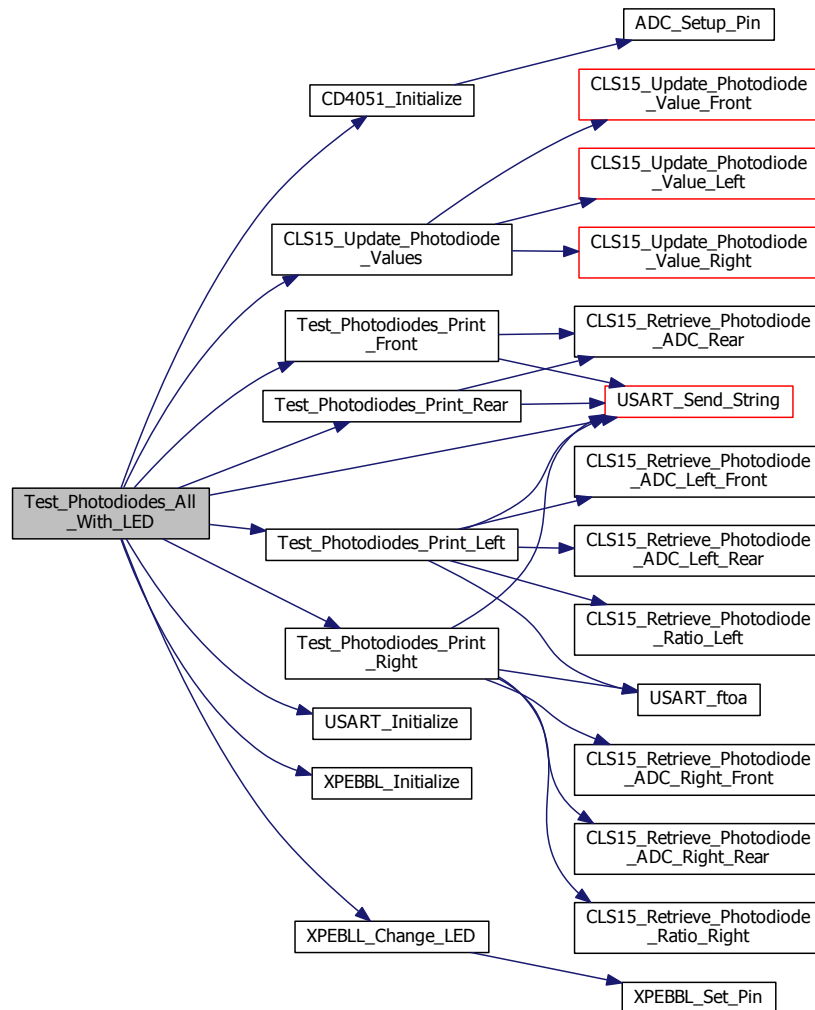 ADC_Setup_Pin
CD4051_Initialize
CLS15_Update_Photodiode
_Value_Front
CLS15_Update_Photodiode
_Value_Left
CLS15_Update_Photodiode
_Values
CLS15_Update_Photodiode
_Value_Right
Test_Photodiodes_Print
_Front
CLS15_Retrieve_Photodiode
_ADC_Rear
Test_Photodiodes_Print_Rear
USART_Send_String
CLS15_Retrieve_Photodiode
_ADC_Left_Front
Test_Photodiodes_All
_With_LED
Test_Photodiodes_Print_Left
CLS15_Retrieve_Photodiode
_ADC_Left_Rear
CLS15_Retrieve_Photodiode
_Ratio_Left
Test_Photodiodes_Print
_Right
USART_ftoa
USART_Initialize
CLS15_Retrieve_Photodiode
_ADC_Right_Front
XPEBBL_Initialize
CLS15_Retrieve_Photodiode
_ADC_Right_Rear
CLS15_Retrieve_Photodiode
_Ratio_Right
XPEBLL_Change_LED
XPEBBL_Set_Pin